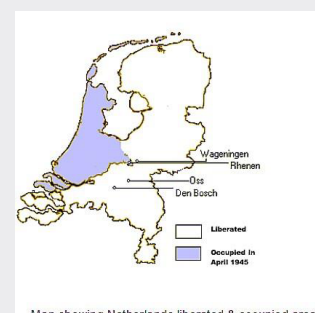 Wageningen
Rhenen
Oss
Den Bosch
Liberated
Occupied in
April 1945